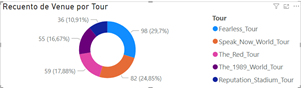 Recuento de Venue por Tour
36 (10,91%)
98 (29,7%)
55 (16,67%)
59 (17,88%)
82 (24,85%)
Tour
Fearless_Tour
Speak_Now_World_Tour
The_Red_Tour
The_1989_World_Tour
Reputation_Stadium_Tour